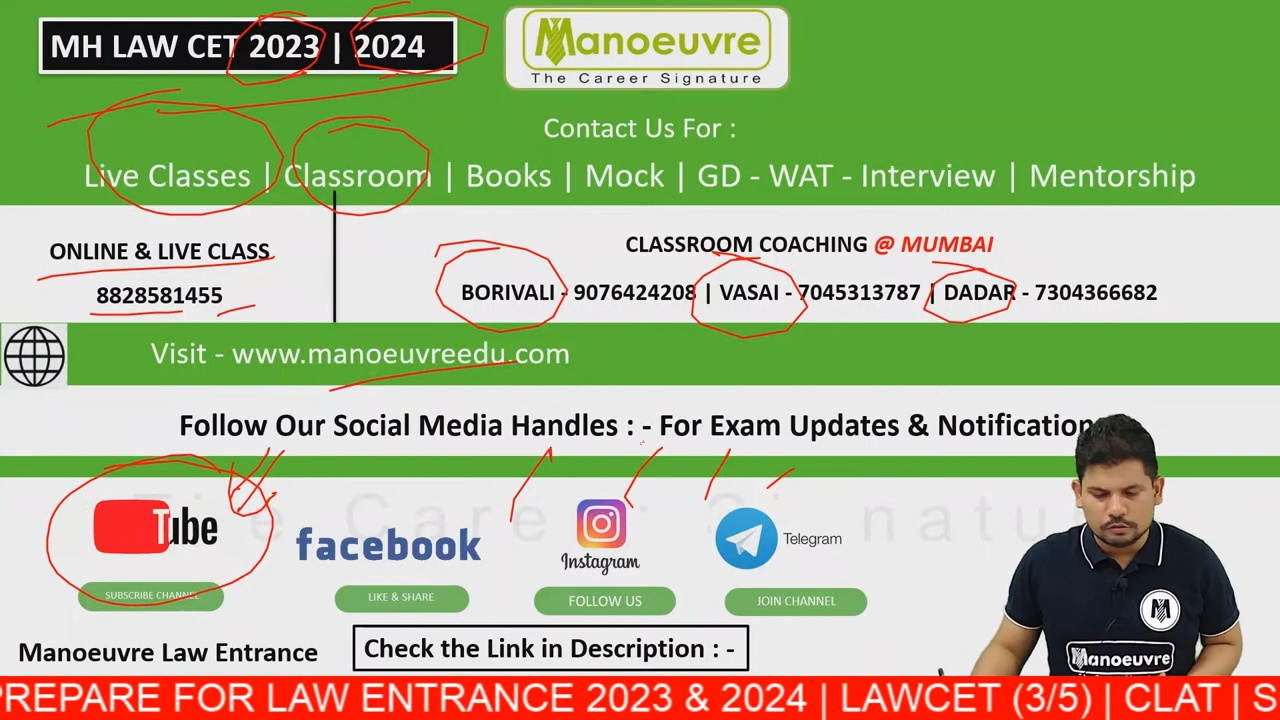 MH LAW CET 2023 | 2024
Manoeuvre
The Career Signature
Contact Us For :
Live Classes | Classroom | Books | Mock | GD - WAT - Interview | Mentorship
ONLINE & LIVE CLASS
8828581455
CLASSROOM COACHING @ MUMBAI
BORIVALI - 9076424208 | VASAI - 7045313787 | DADAR - 7304366682
Visit - www.manoeuvreedu.com
Follow Our Social Media Handles : - For Exam Updates & Notification
Tube
facebook
Instagram
Telegram
SUBSCRIBE CHANNEL
LIKE & SHARE
FOLLOW US
JOIN CHANNEL
Manoeuvre Law Entrance
Check the Link in Description : -
Manoeuvre
PREPARE FOR LAW ENTRANCE 2023 & 2024 | LAWCET (3/5) | CLAT | S